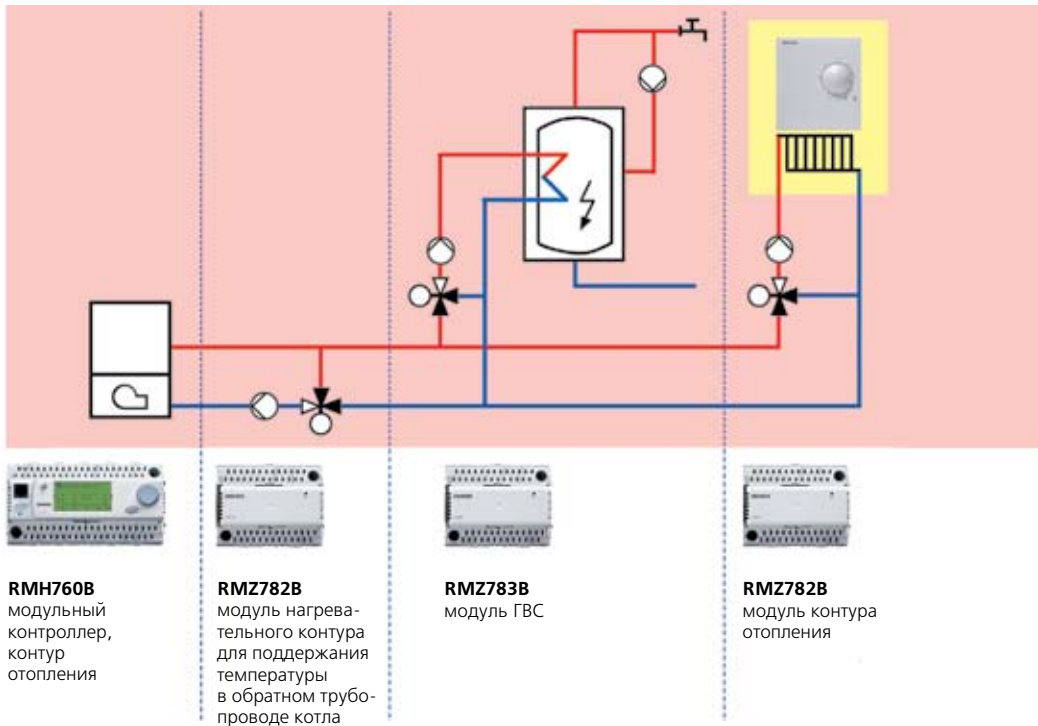 RMH760B
модульный
контроллер,
контур
отопления
RMZ782B
модуль нагрева-
тельного контура
для поддержания
температуры
в обратном трубо-
проводе котла
RMZ783B
модуль ГВС
RMZ782B
модуль контура
отопления